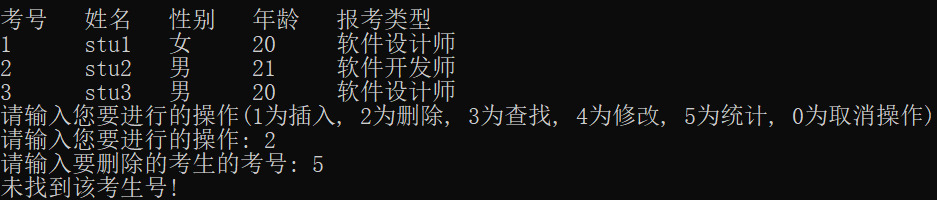 考号 姓名 性别 年龄 报考类型
1 stu1 女 20 软件设计师
2 stu2 男 21 软件开发师
3 stu3 男 20 软件设计师
请输入您要进行的操作(1为插入, 2为删除, 3为查找, 4为修改, 5为统计, 0为取消操作)
请输入您要进行的操作: 2
请输入要删除的考生的考号: 5
未找到该考生号!